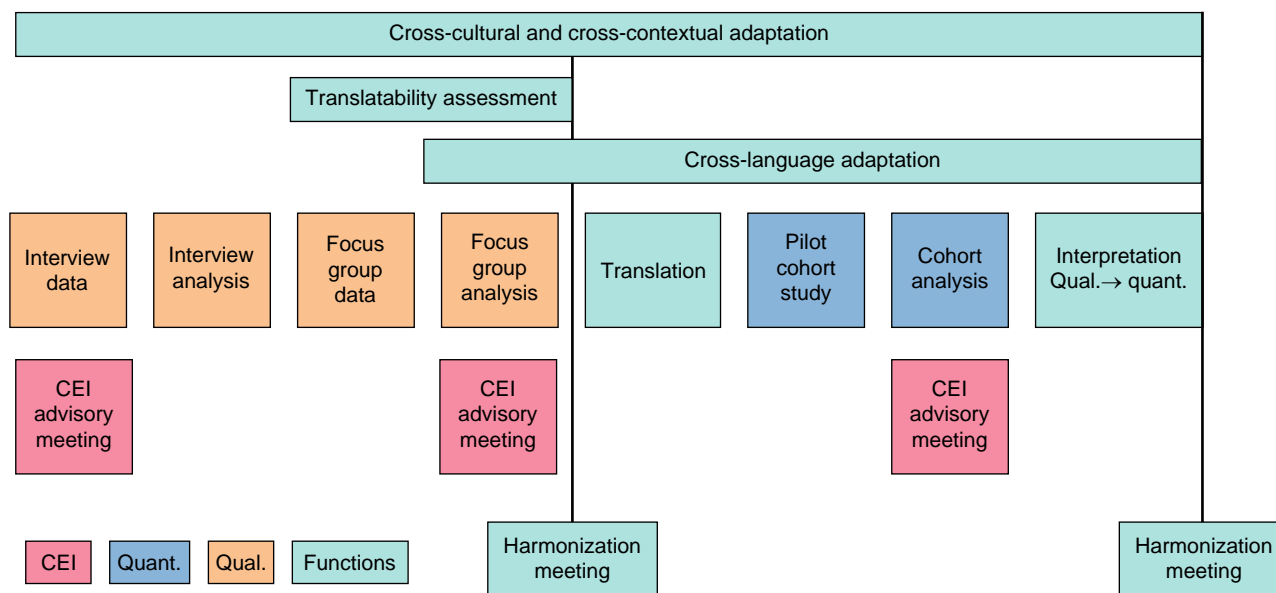 Cross-cultural and cross-contextual adaptation
Translatability assessment
Cross-language adaptation
Interview
data
Interview
analysis
Focus
group
data
Focus
group
analysis
Translation
Pilot
cohort
study
Cohort
analysis
Interpretation
Qual.→ quant.
CEI
advisory
meeting
CEI
advisory
meeting
CEI
advisory
meeting
CEI
Quant.
Qual.
Functions
Harmonization
meeting
Harmonization
meeting